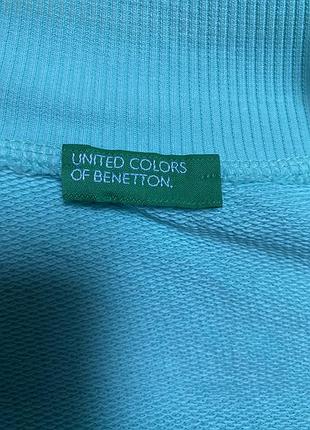 UNITED COLORS
OF BENETTON.